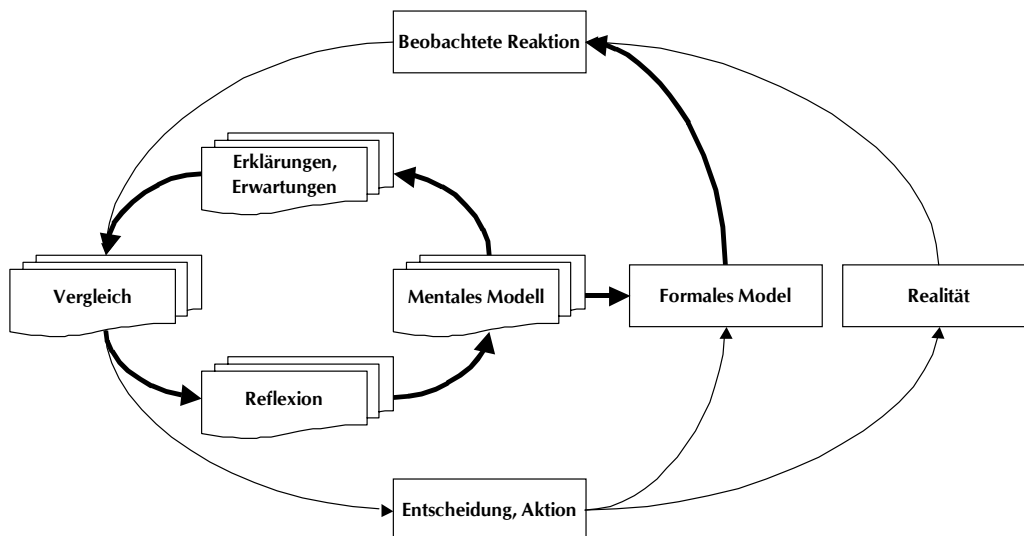 Beobachtete Reaktion
Erklärungen,
Erwartungen
Vergleich
Mentales Modell
Formales Model
Realität
Reflexion
Entscheidung, Aktion